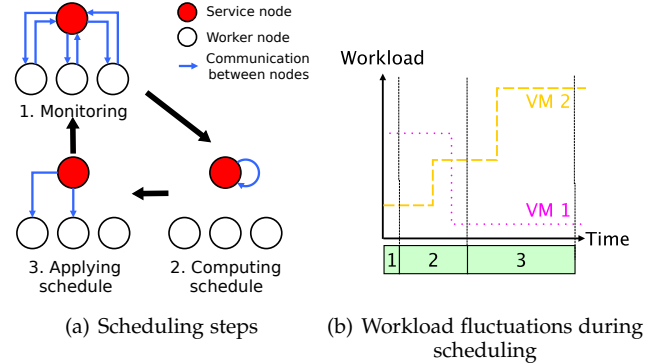 Service node
Worker node
Communication
between nodes
1. Monitoring
3. Applying
schedule
2. Computing
schedule
(a) Scheduling steps
Workload
VM 2
VM 1
Time
1 2 3
(b) Workload fluctuations during
scheduling